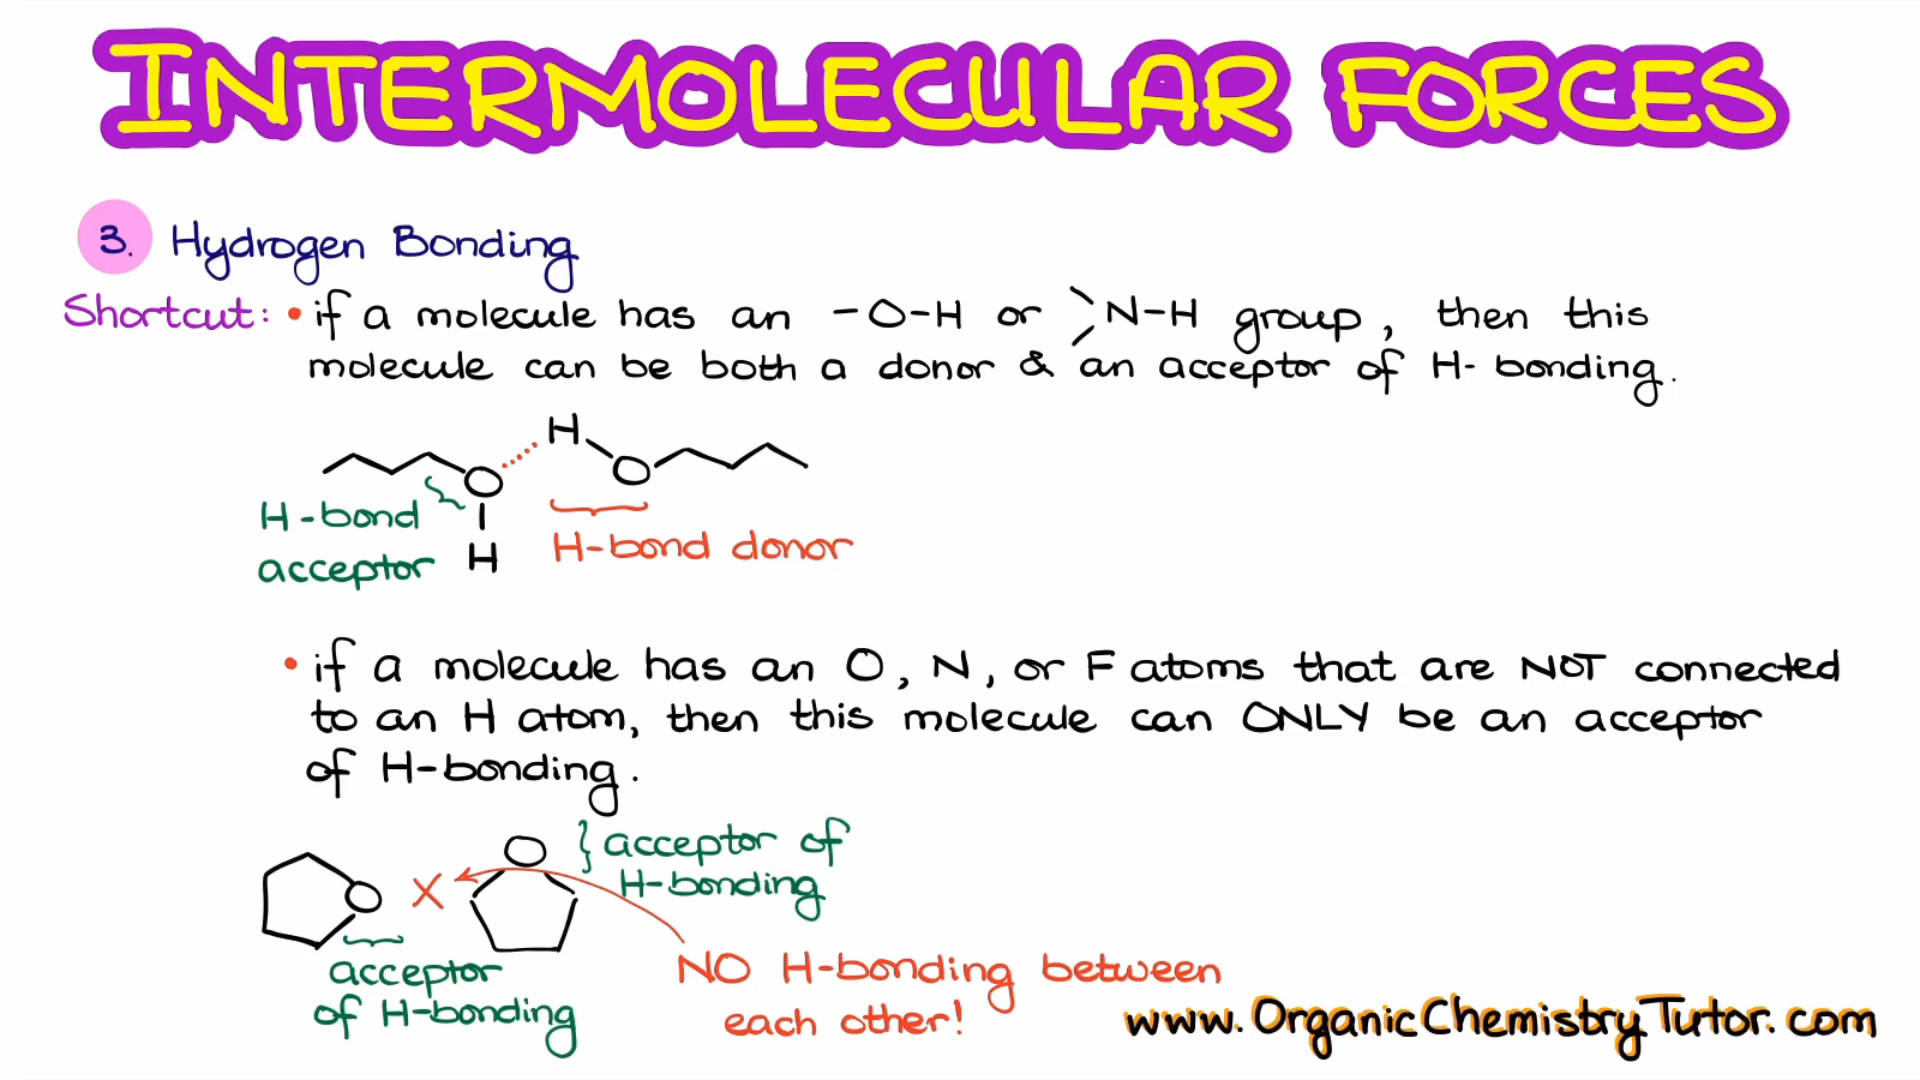 INTERMOLECULAR FORCES
3. Hydrogen Bonding
Shortcut: • if a molecule has an -O-H or >N-H group, then this
molecule can be both a donor & an acceptor of H-bonding.
H
O
O
H-bond
acceptor
H
H-bond donor
• if a molecule has an O, N, or F atoms that are NOT connected
to an H atom, then this molecule can ONLY be an acceptor
of H-bonding.
O
} acceptor of
H-bonding
O
X
acceptor
of H-bonding
NO H-bonding between
each other!
www.OrganicChemistryTutor.com